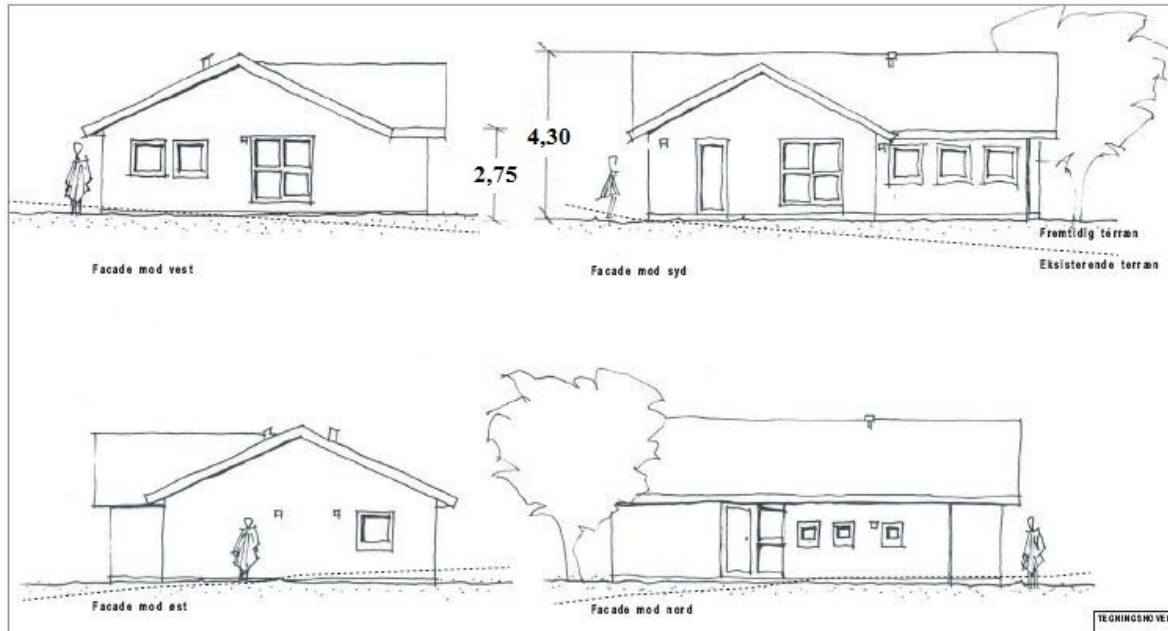 4,30
2,75
Fremtidig terræn
Eksisterende terræn
Facade mod vest
Facade mod syd
Facade mod øst
Facade mod nord